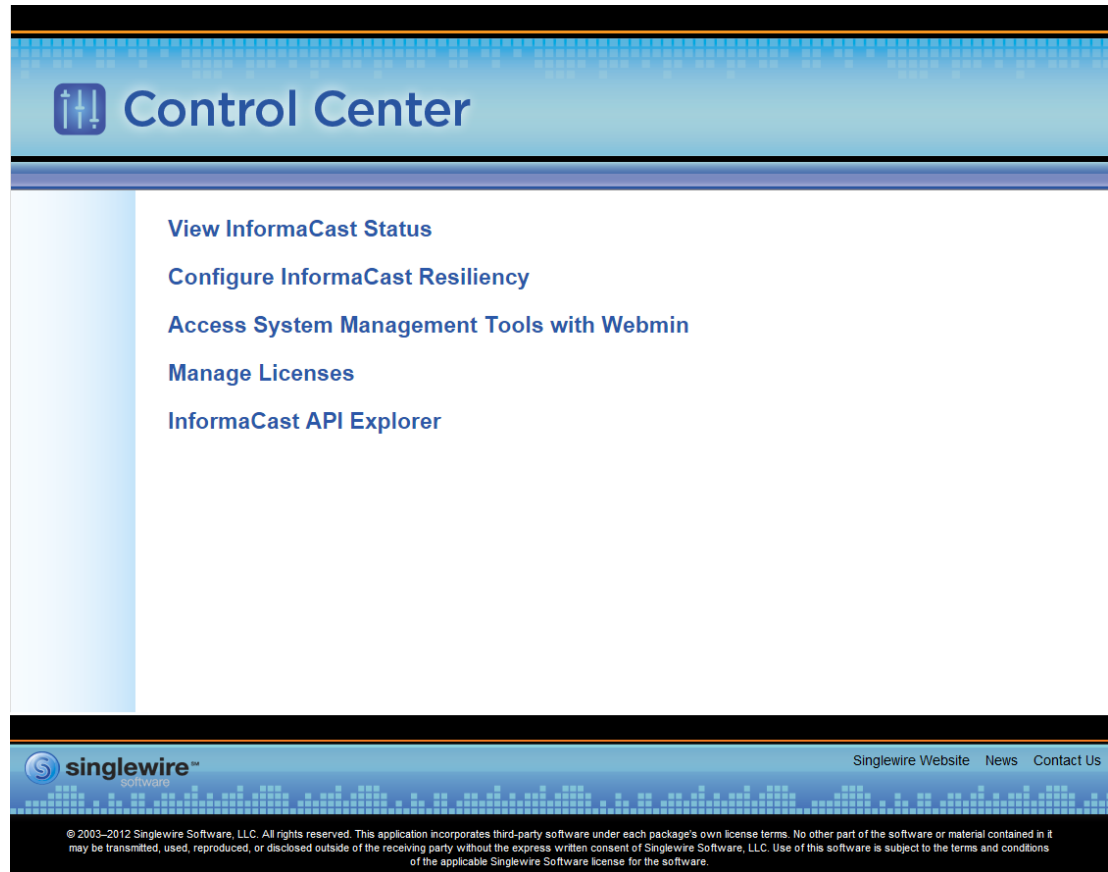 Control Center
View InformaCast Status
Configure InformaCast Resiliency
Access System Management Tools with Webmin
Manage Licenses
InformaCast API Explorer
S singlewire℠
software
Singlewire Website News Contact Us
© 2003–2012 Singlewire Software, LLC. All rights reserved. This application incorporates third-party software under each package's own license terms. No other part of the software or material contained in it
may be transmitted, used, reproduced, or disclosed outside of the receiving party without the express written consent of Singlewire Software, LLC. Use of this software is subject to the terms and conditions
of the applicable Singlewire Software license for the software.